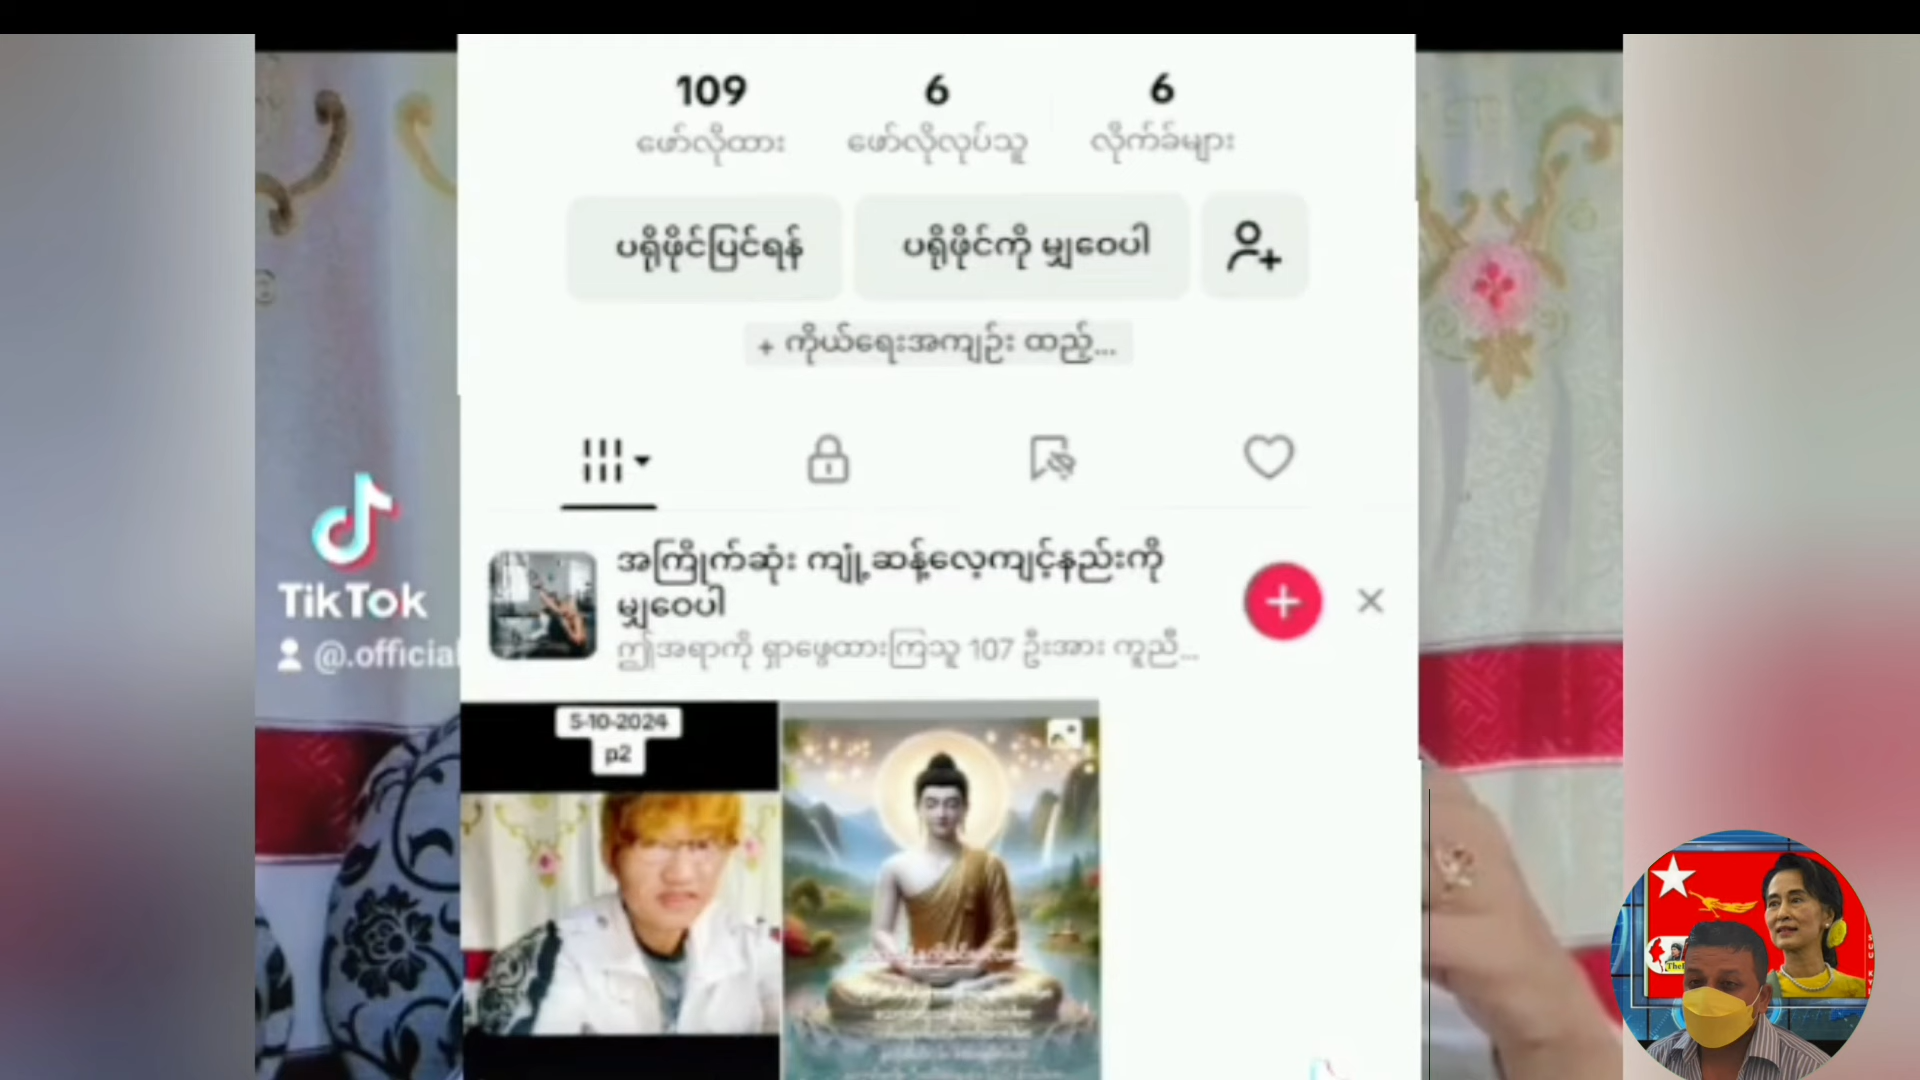 109
6
6
ဖော်လိုထား
ဖော်လိုလုပ်သူ
လိုက်ခ်များ
ပရိုဖိုင်ပြင်ရန်
ပရိုဖိုင်ကို မျှဝေပါ
+ ကိုယ်ရေးအကျဉ်း ထည့်...
TikTok
@.official
အကြိုက်ဆုံး ကျုံ့ဆန့်လေ့ကျင့်နည်းကို
မျှဝေပါ
ဤအရာကို ရှာဖွေထားကြသူ 107 ဦးအား ကူညီ...
5-10-2024
p2